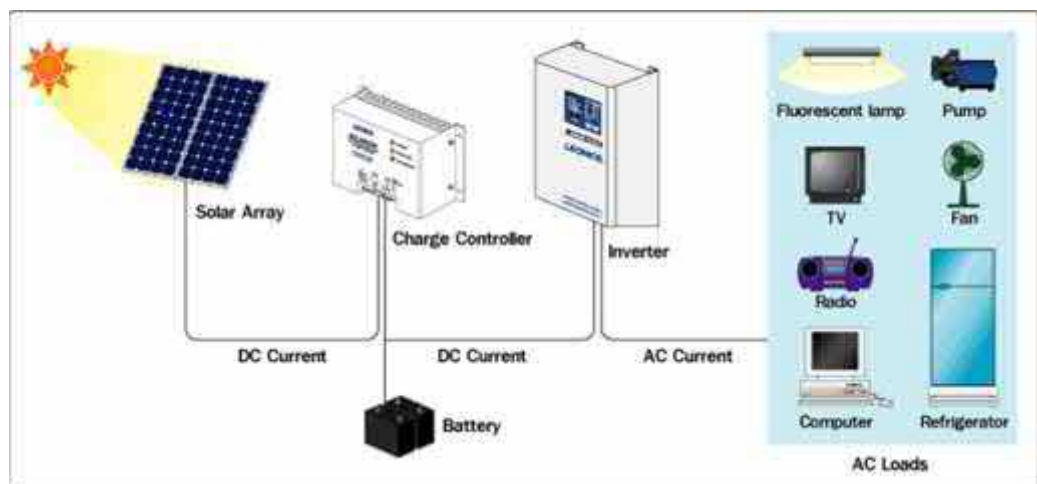 Solar Array
Charge Controller
Inverter
DC Current
DC Current
AC Current
Battery
Fluorescent lamp
Pump
TV
Fan
Radio
Computer
Refrigerator
AC Loads